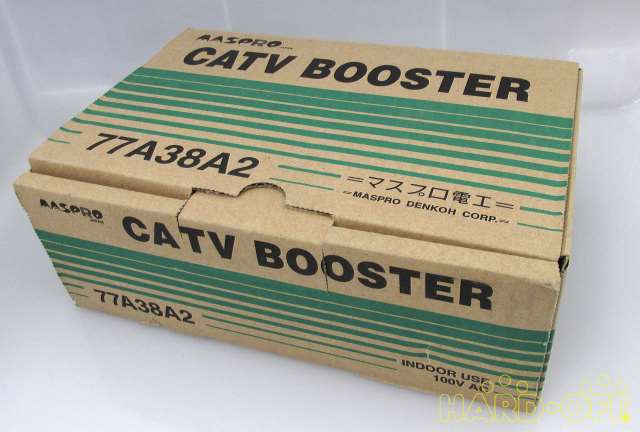 MASPRO
CATV BOOSTER
77A38A2
=マスプロ電工=
MASPRO DENKOH CORP.
MASPRO
CATV BOOSTER
77A38A2
INDOOR USE
100V AC
HARD-OFF